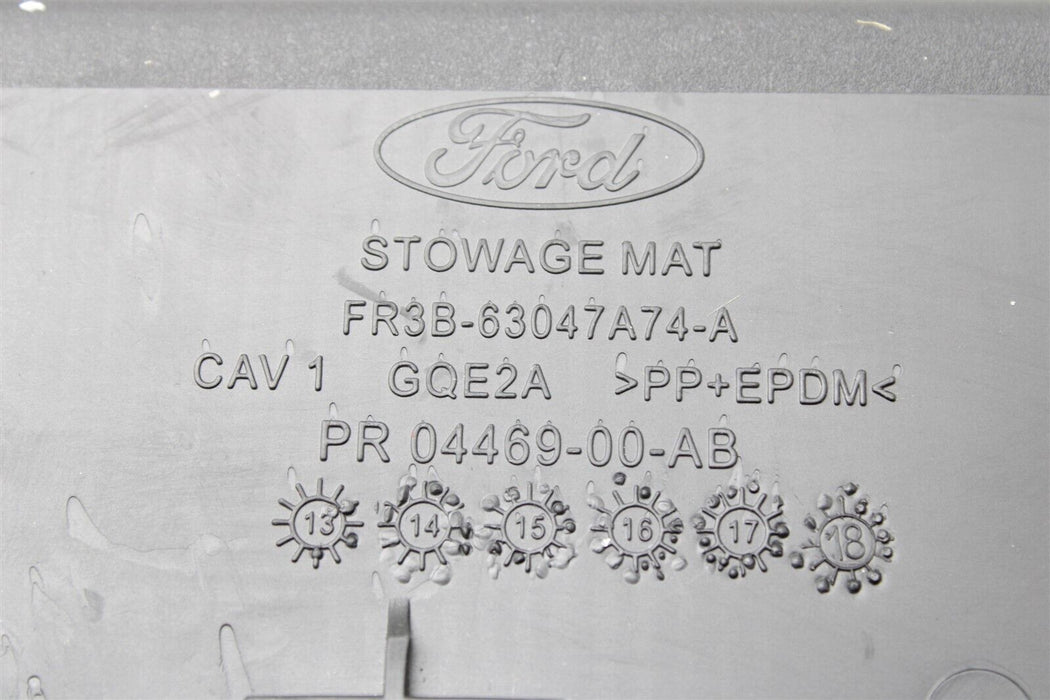 Ford
STOWAGE MAT
FR3B-63047A74-A
CAV 1 GQE2A >PP+EPDM<
PR 04469-00-AB
13 14 15 16 17 18